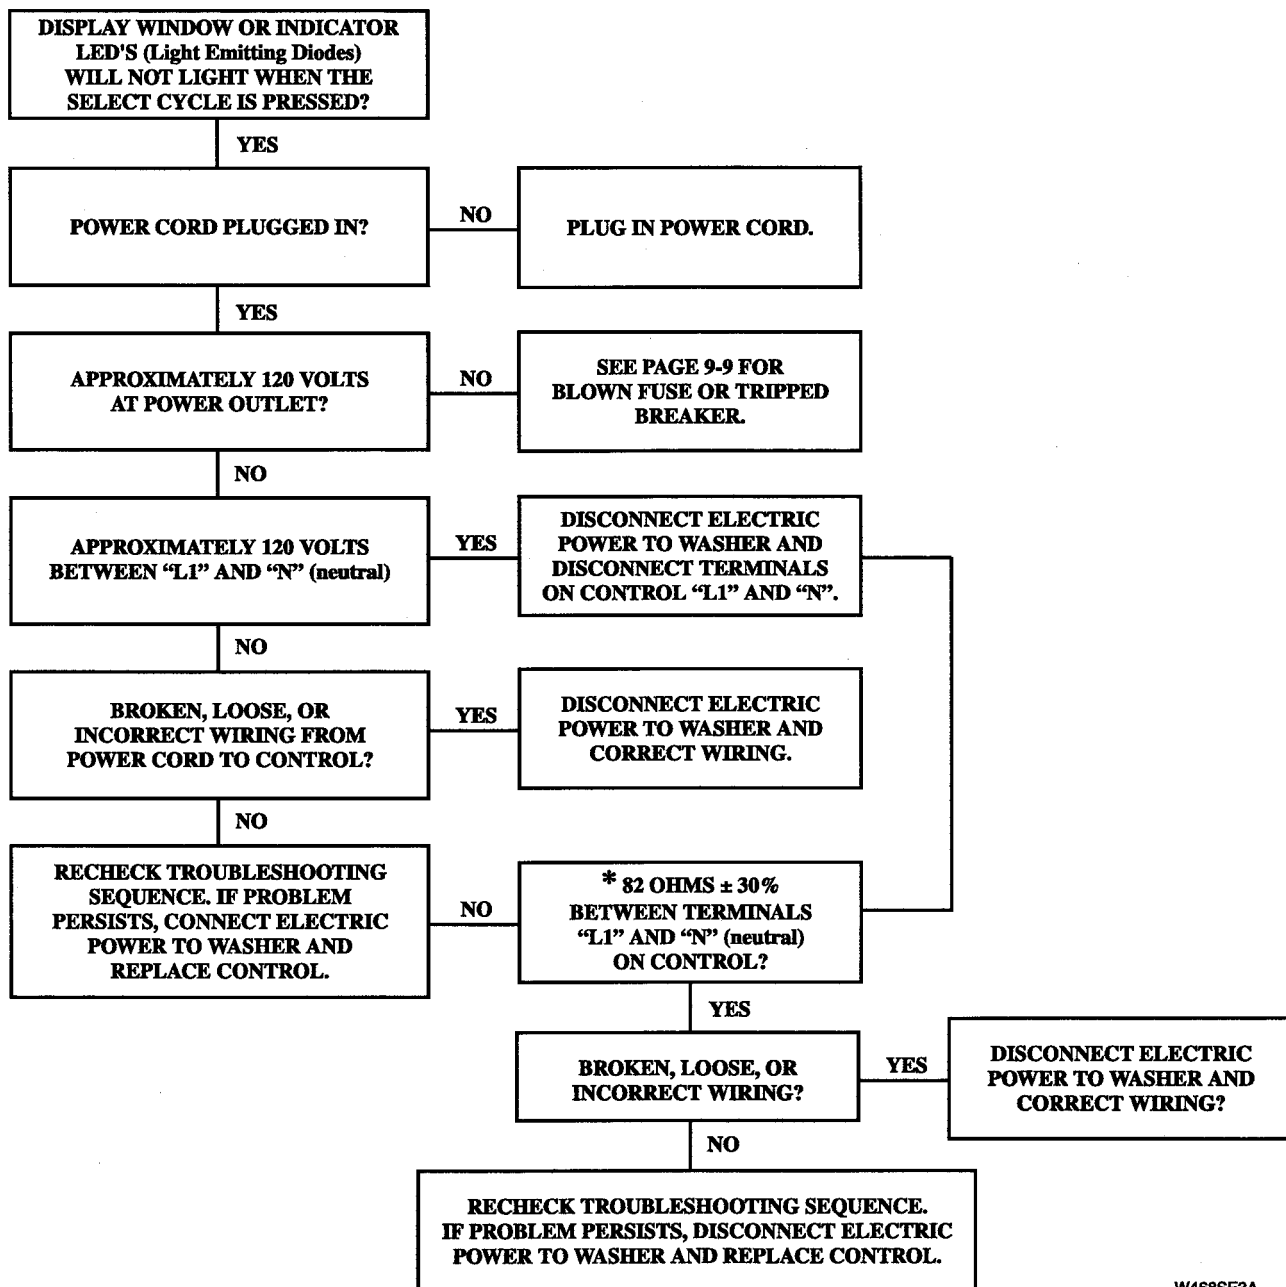 DISPLAY WINDOW OR INDICATOR
LED'S (Light Emitting Diodes)
WILL NOT LIGHT WHEN THE
SELECT CYCLE IS PRESSED?
YES
POWER CORD PLUGGED IN?
NO
PLUG IN POWER CORD.
YES
APPROXIMATELY 120 VOLTS
AT POWER OUTLET?
NO
SEE PAGE 9-9 FOR
BLOWN FUSE OR TRIPPED
BREAKER.
NO
APPROXIMATELY 120 VOLTS
BETWEEN “L1” AND “N” (neutral)
YES
DISCONNECT ELECTRIC
POWER TO WASHER AND
DISCONNECT TERMINALS
ON CONTROL “L1” AND “N”.
NO
BROKEN, LOOSE, OR
INCORRECT WIRING FROM
POWER CORD TO CONTROL?
YES
DISCONNECT ELECTRIC
POWER TO WASHER AND
CORRECT WIRING.
NO
RECHECK TROUBLESHOOTING
SEQUENCE. IF PROBLEM
PERSISTS, CONNECT ELECTRIC
POWER TO WASHER AND
REPLACE CONTROL.
NO
* 82 OHMS ± 30%
BETWEEN TERMINALS
“L1” AND “N” (neutral)
ON CONTROL?
YES
BROKEN, LOOSE, OR
INCORRECT WIRING?
YES
DISCONNECT ELECTRIC
POWER TO WASHER AND
CORRECT WIRING?
NO
RECHECK TROUBLESHOOTING SEQUENCE.
IF PROBLEM PERSISTS, DISCONNECT ELECTRIC
POWER TO WASHER AND REPLACE CONTROL.